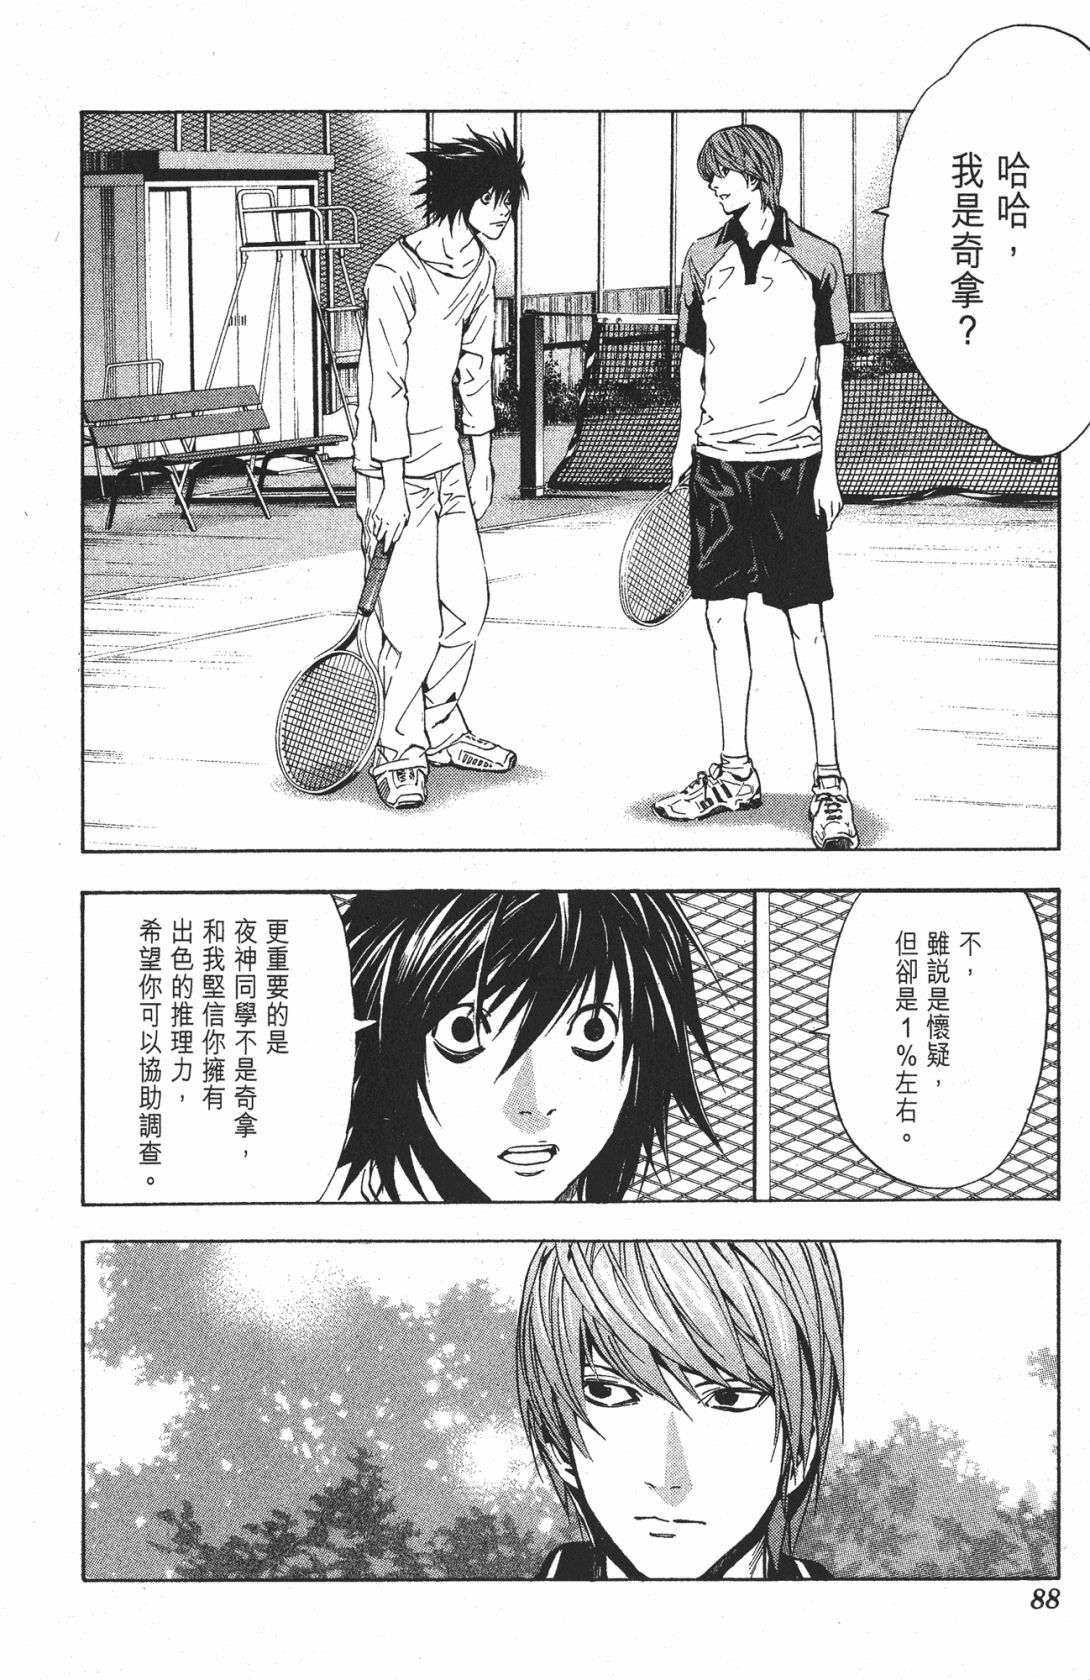 哈哈，
我是奇拿？
不，
雖説是懷疑，
但卻是1％左右。
更重要的是
夜神同學不是奇拿，
和我堅信你擁有
出色的推理力，
希望你可以協助調查。
88